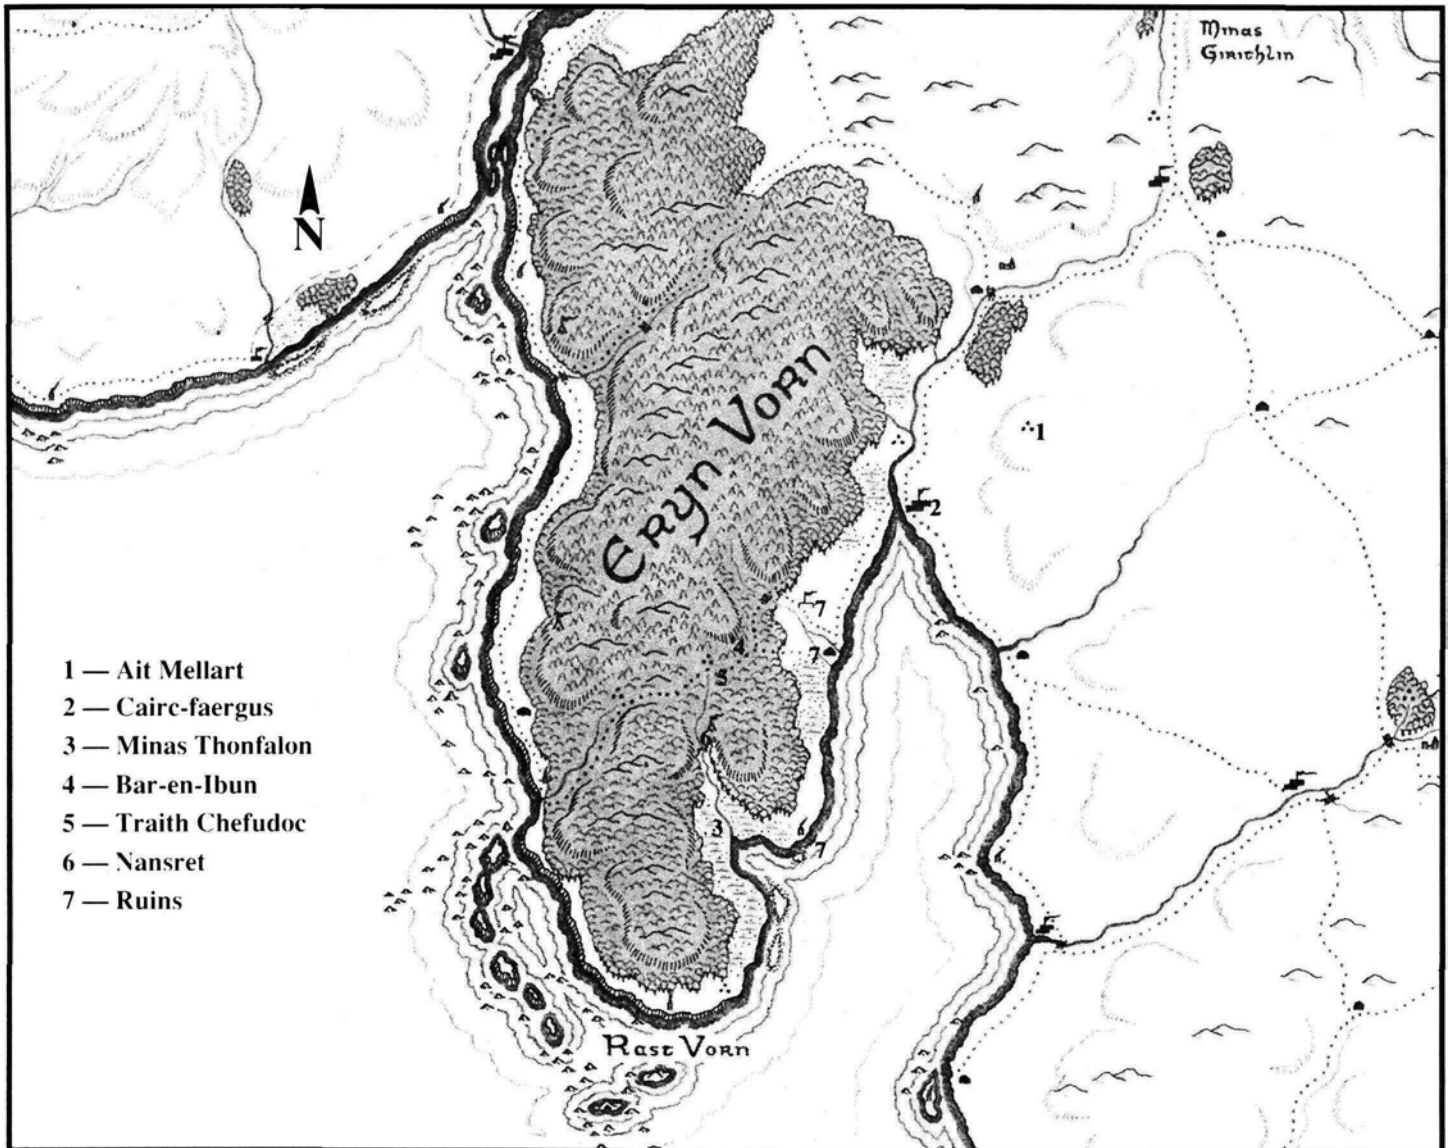 Minas
Girithlin
N
Eryn Vorn
1
2
7
4
7
5
6
3
7
1 — Ait Mellart
2 — Cairc-faergus
3 — Minas Thonfalon
4 — Bar-en-Ibun
5 — Traith Chefudoc
6 — Nansret
7 — Ruins
Rast Vorn